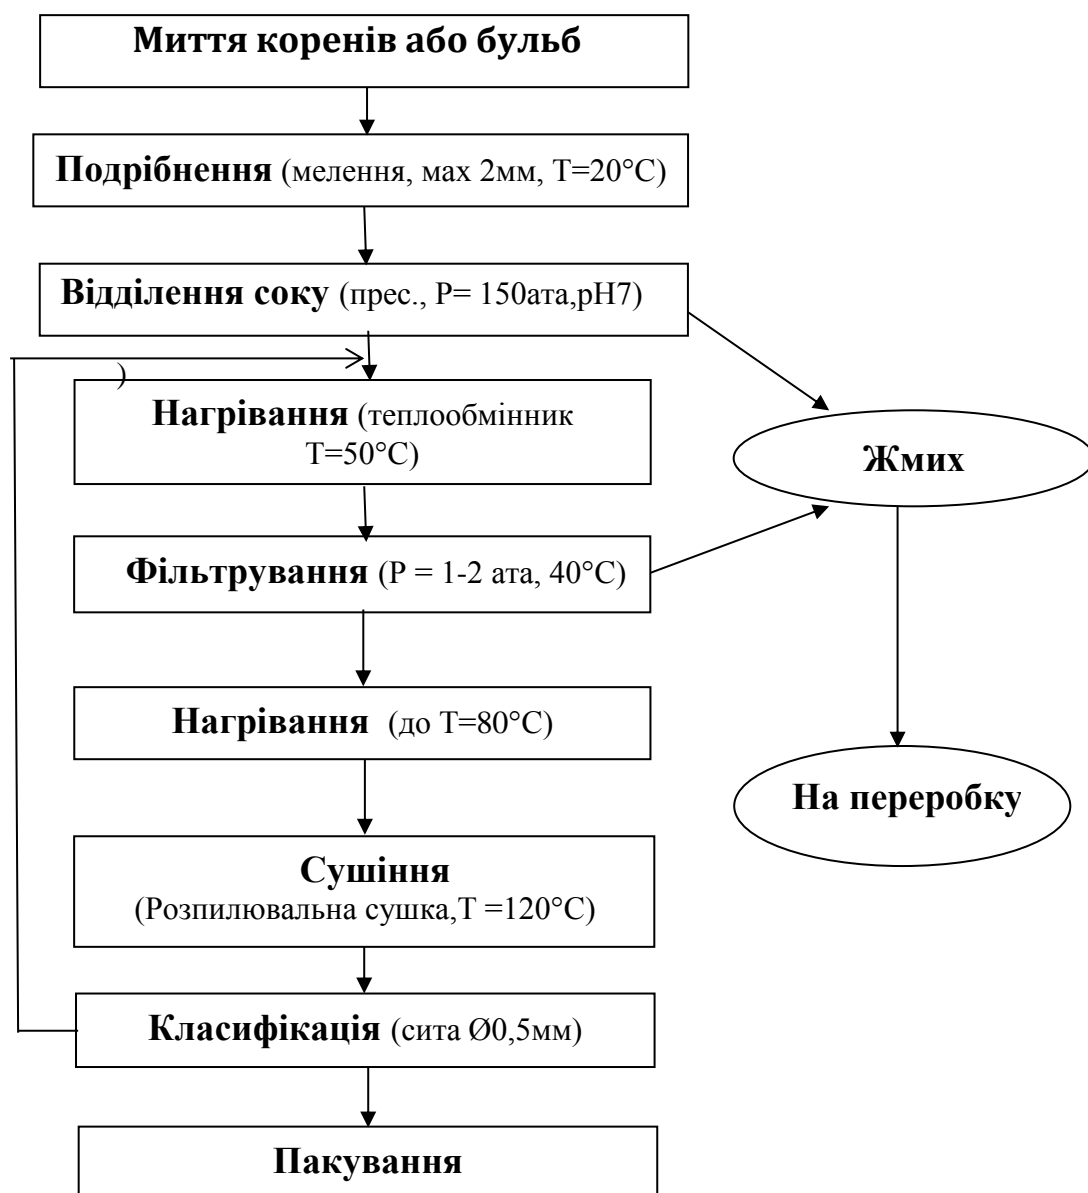 Миття коренів або бульб
Подрібнення (мелення, мах 2мм, Т=20°С)
Відділення соку (прес., Р= 150ата,рН7)
)
Нагрівання (теплообмінник
Т=50°С)
Жмих
Фільтрування (Р = 1-2 ата, 40°С)
Нагрівання (до Т=80°С)
На переробку
Сушіння
(Розпилювальна сушка,Т =120°С)
Класифікація (сита Ø0,5мм)
Пакування